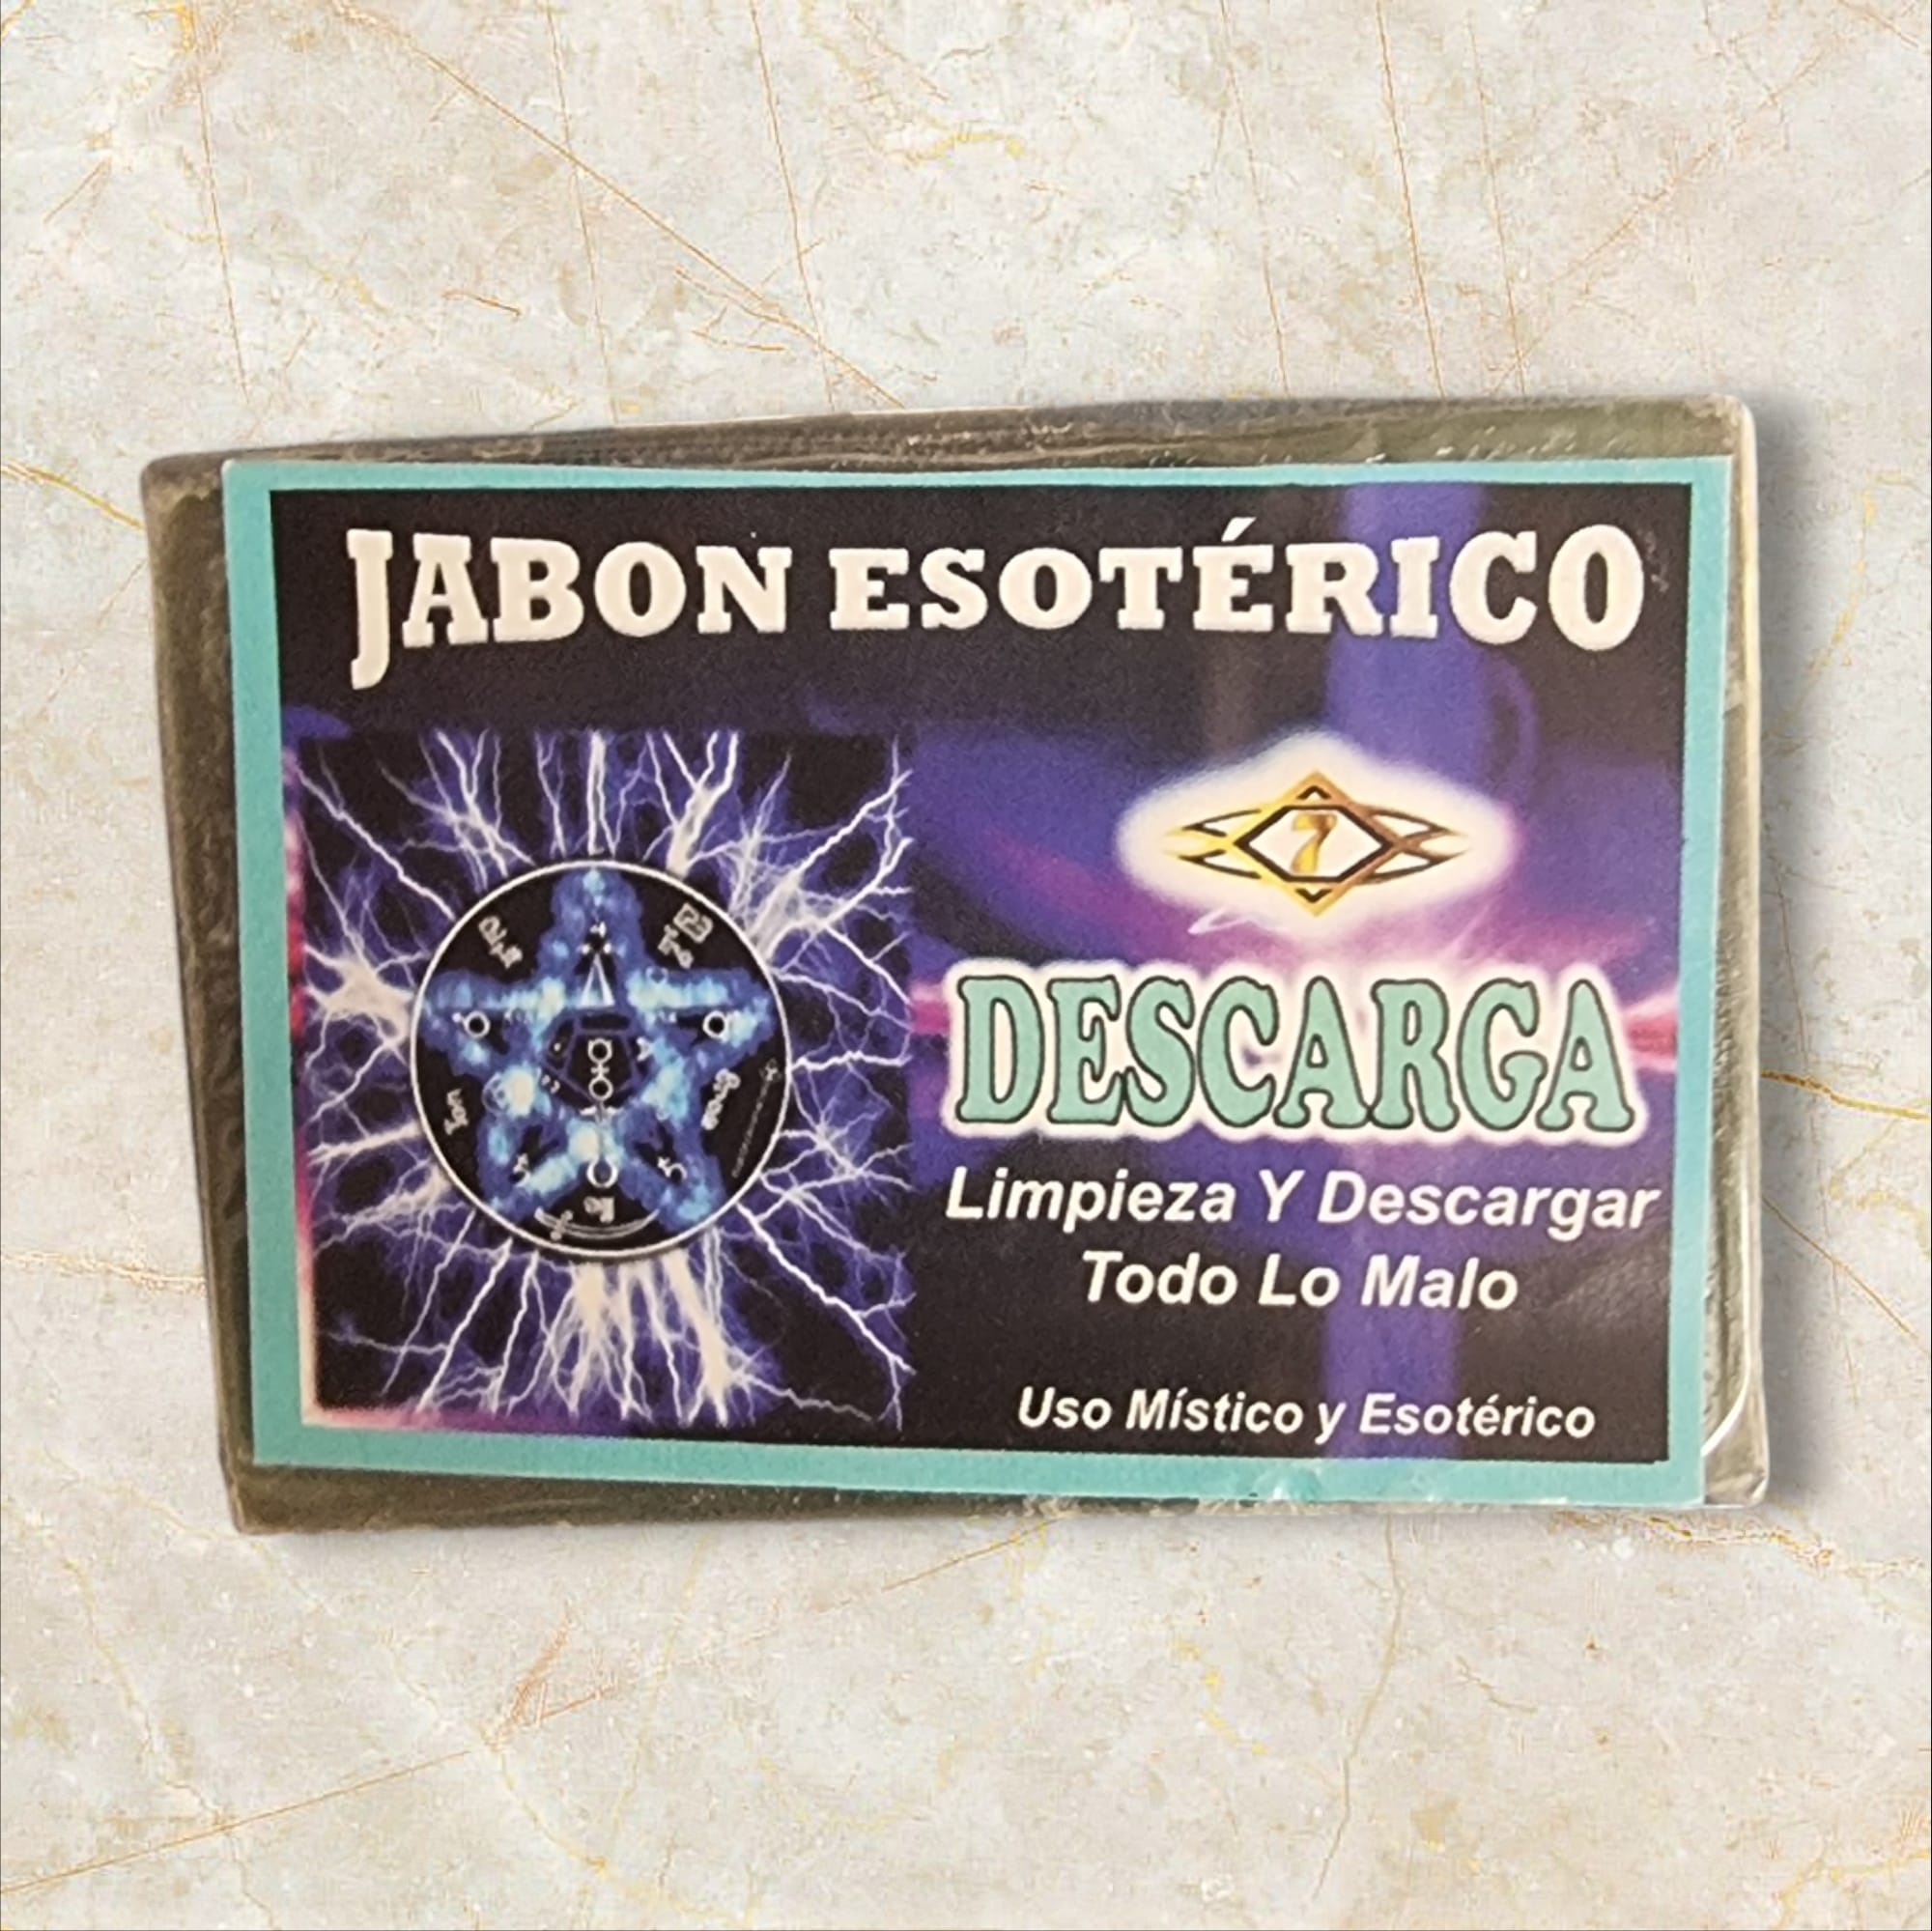 JABON ESOTÉRICO
7
DESCARGA
Limpieza Y Descargar
Todo Lo Malo
Uso Místico y Esotérico